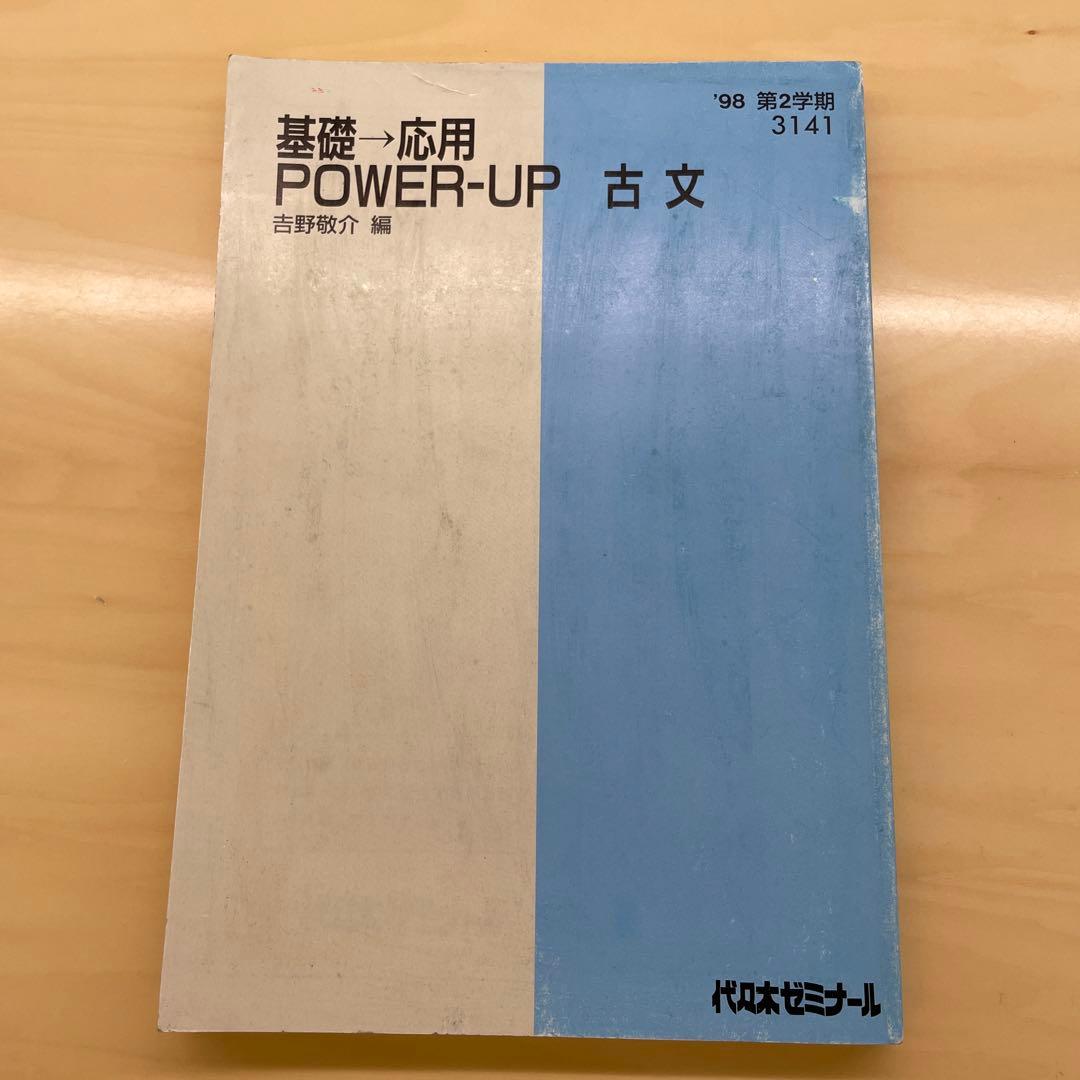 '98 第2学期
3141
基礎→応用
POWER-UP 古文
吉野敬介 編
代々木ゼミナール